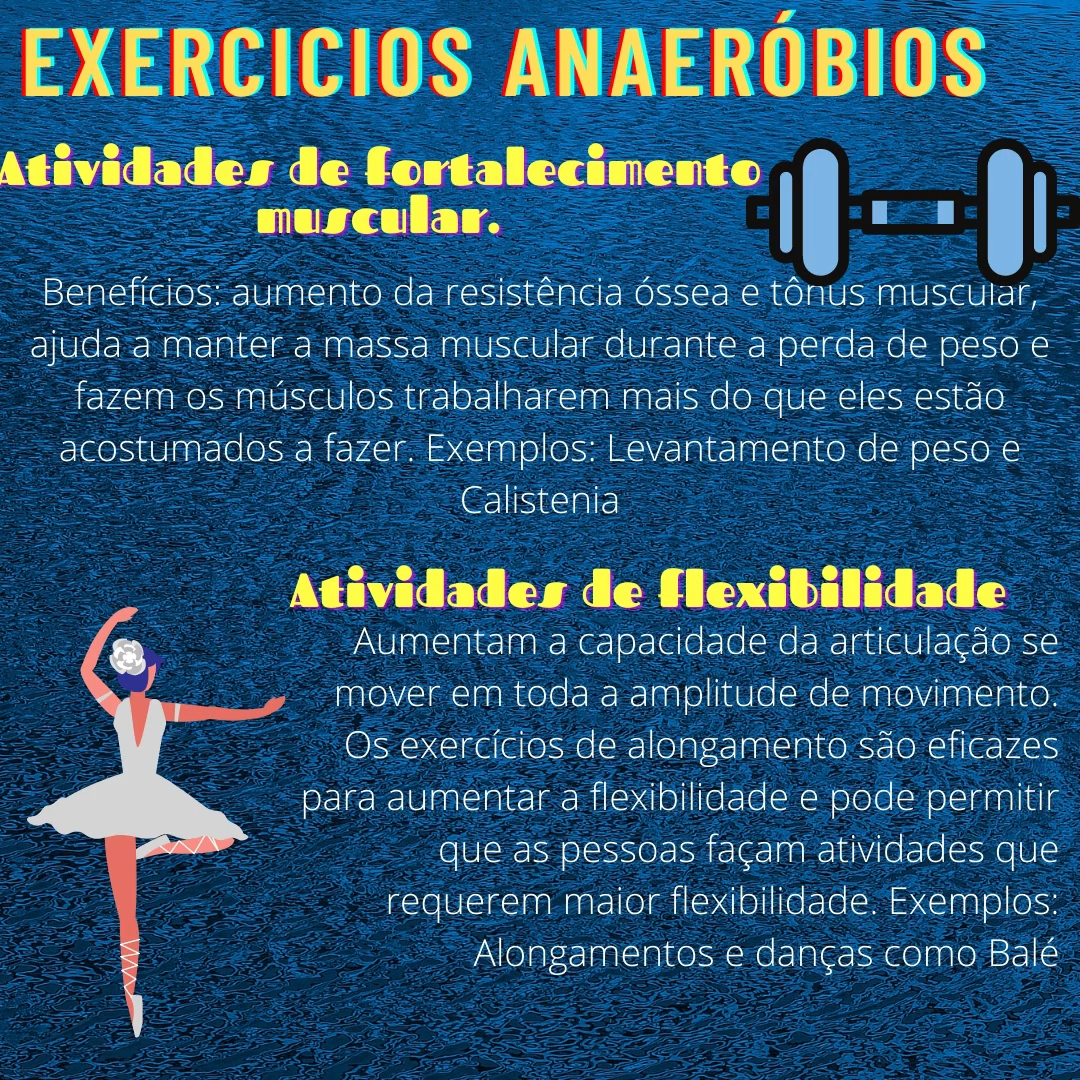 EXERCICIOS ANAERÓBIOS
Atividades de fortalecimento
muscular.
Benefícios: aumento da resistência óssea e tônus muscular,
ajuda a manter a massa muscular durante a perda de peso e
fazem os músculos trabalharem mais do que eles estão
acostumados a fazer. Exemplos: Levantamento de peso e
Calistenia
Atividades de flexibilidade
Aumentam a capacidade da articulação se
mover em toda a amplitude de movimento.
Os exercícios de alongamento são eficazes
para aumentar a flexibilidade e pode permitir
que as pessoas façam atividades que
requerem maior flexibilidade. Exemplos:
Alongamentos e danças como Balé